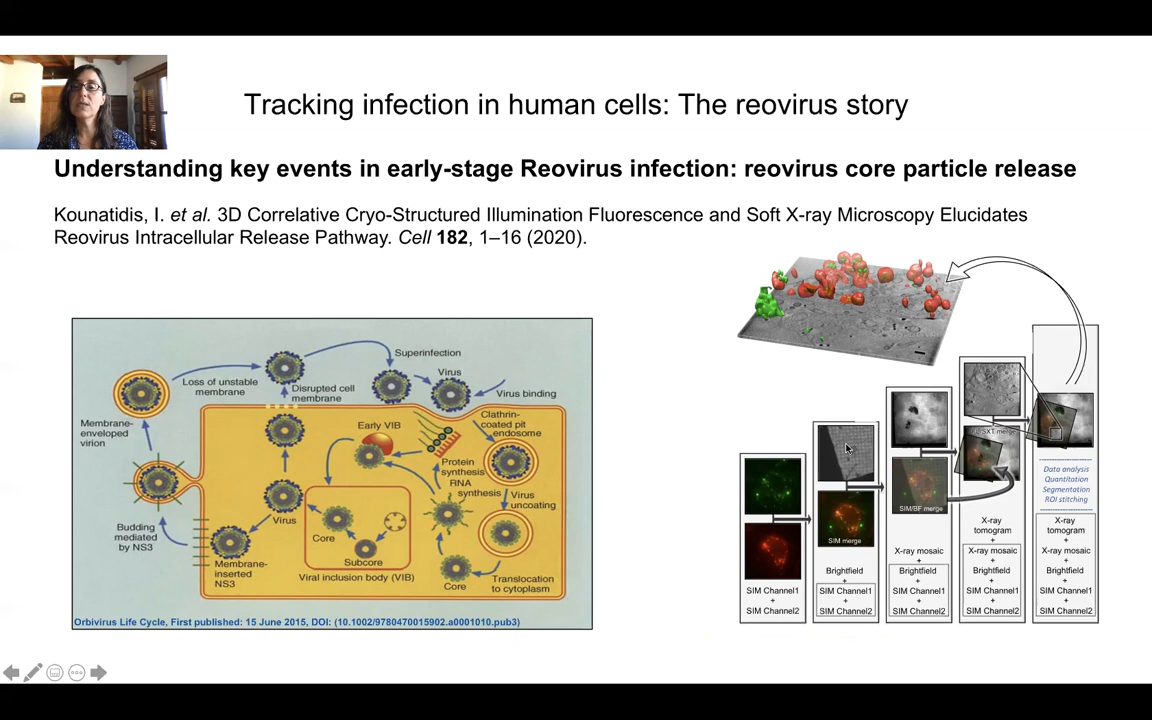 Tracking infection in human cells: The reovirus story
Understanding key events in early-stage Reovirus infection: reovirus core particle release
Kounatidis, I. et al. 3D Correlative Cryo-Structured Illumination Fluorescence and Soft X-ray Microscopy Elucidates
Reovirus Intracellular Release Pathway. Cell 182, 1–16 (2020).
Superinfection
Virus
Loss of unstable
membrane
Disrupted cell
membrane
Virus binding
Membrane-
enveloped
virion
Early VIB
Clathrin-
coated pit
endosome
Protein
synthesis
RNA
synthesis
Virus
uncoating
Budding
mediated
by NS3
Virus
Core
Subcore
Viral inclusion body (VIB)
Membrane-
inserted
NS3
Core
Translocation
to cytoplasm
Orbivirus Life Cycle, First published: 15 June 2015, DOI: (10.1002/9780470015902.a0001010.pub3)
SIM Channel1
+
SIM Channel2
SIM merge
Brightfield
+
SIM Channel1
+
SIM Channel2
SIM/BF merge
X-ray mosaic
+
Brightfield
+
SIM Channel1
+
SIM Channel2
SXT merge
X-ray
tomogram
+
X-ray mosaic
+
Brightfield
+
SIM Channel1
+
SIM Channel2
Data analysis
Quantitation
Segmentation
ROI stitching
X-ray
tomogram
+
X-ray mosaic
+
Brightfield
+
SIM Channel1
+
SIM Channel2